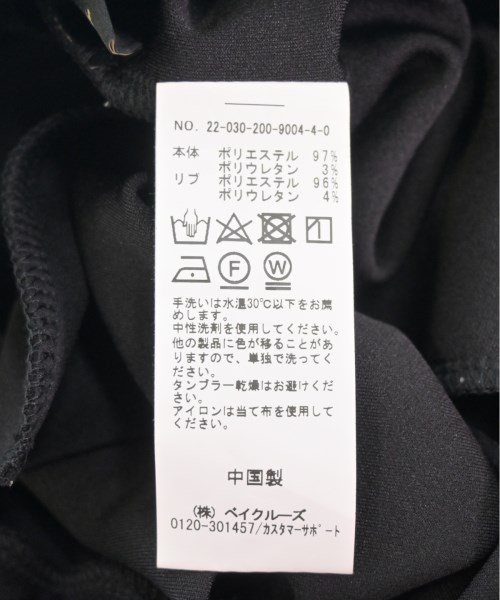 NO. 22-030-200-9004-4-0
本体 ポリエステル 97%
ポリウレタン 3%
リブ ポリエステル 96%
ポリウレタン 4%
F W
手洗いは水温30℃以下をお薦
めします。
中性洗剤を使用してください。
他の製品に色が移ることがあ
りますので、単独で洗ってく
ださい。
タンブラー乾燥はお避けくだ
さい。
アイロンは当て布を使用して
ください。
中国製
(株) ベイクルーズ
0120-301457/カスタマーサポート